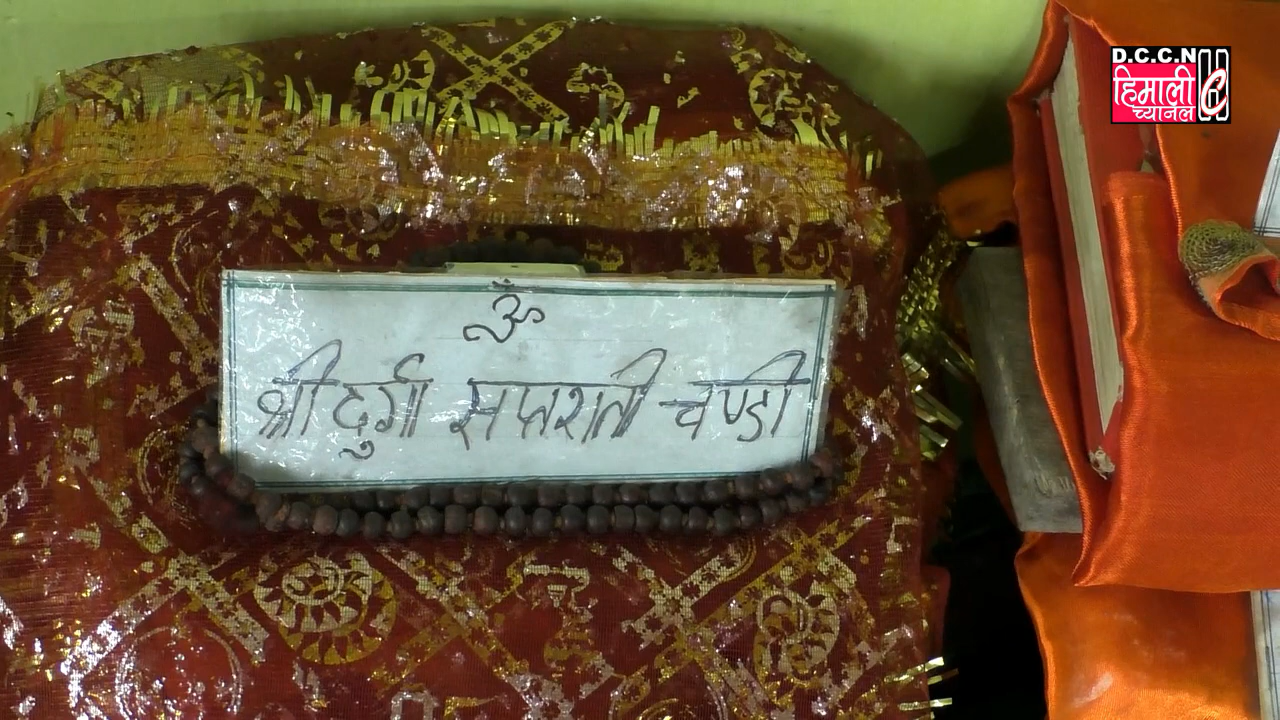 D.C.C.N
हिमाली
च्यानल
ॐ
श्री दुर्गा सप्तशती चण्डी